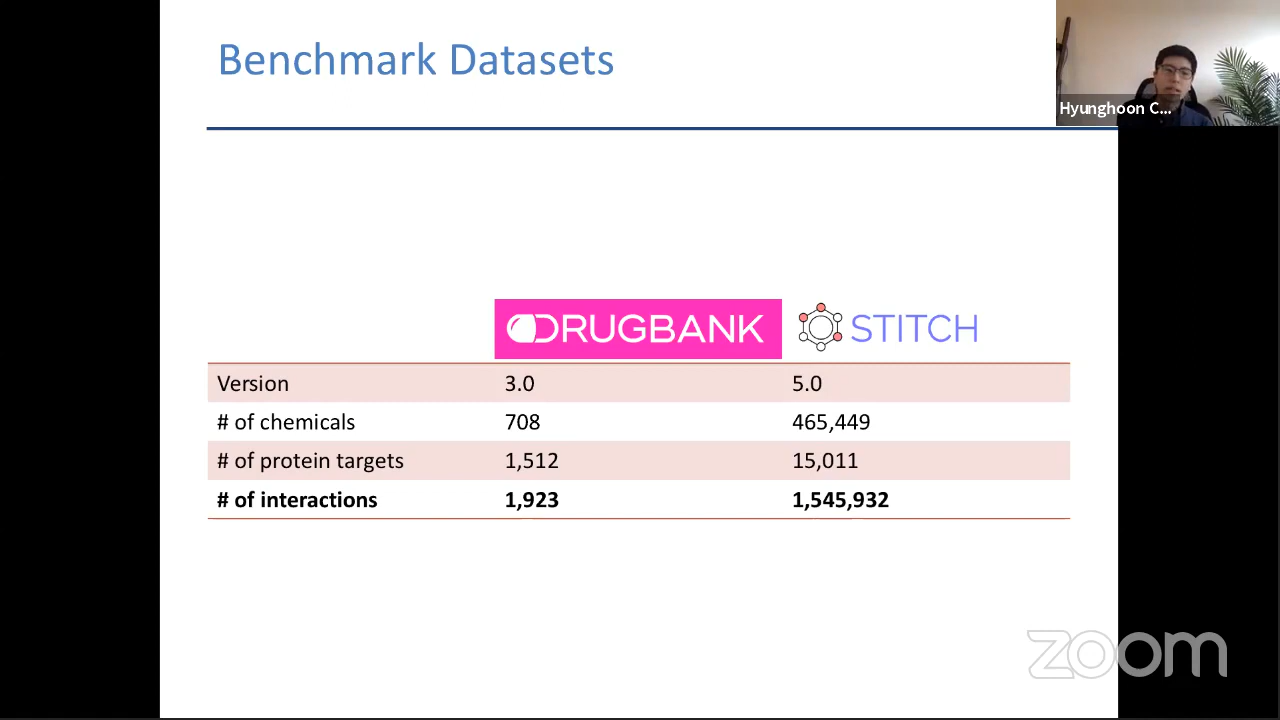 Benchmark Datasets
Hyunghoon C...
DRUGBANK STITCH
Version 3.0 5.0
# of chemicals 708 465,449
# of protein targets 1,512 15,011
# of interactions 1,923 1,545,932
zoom